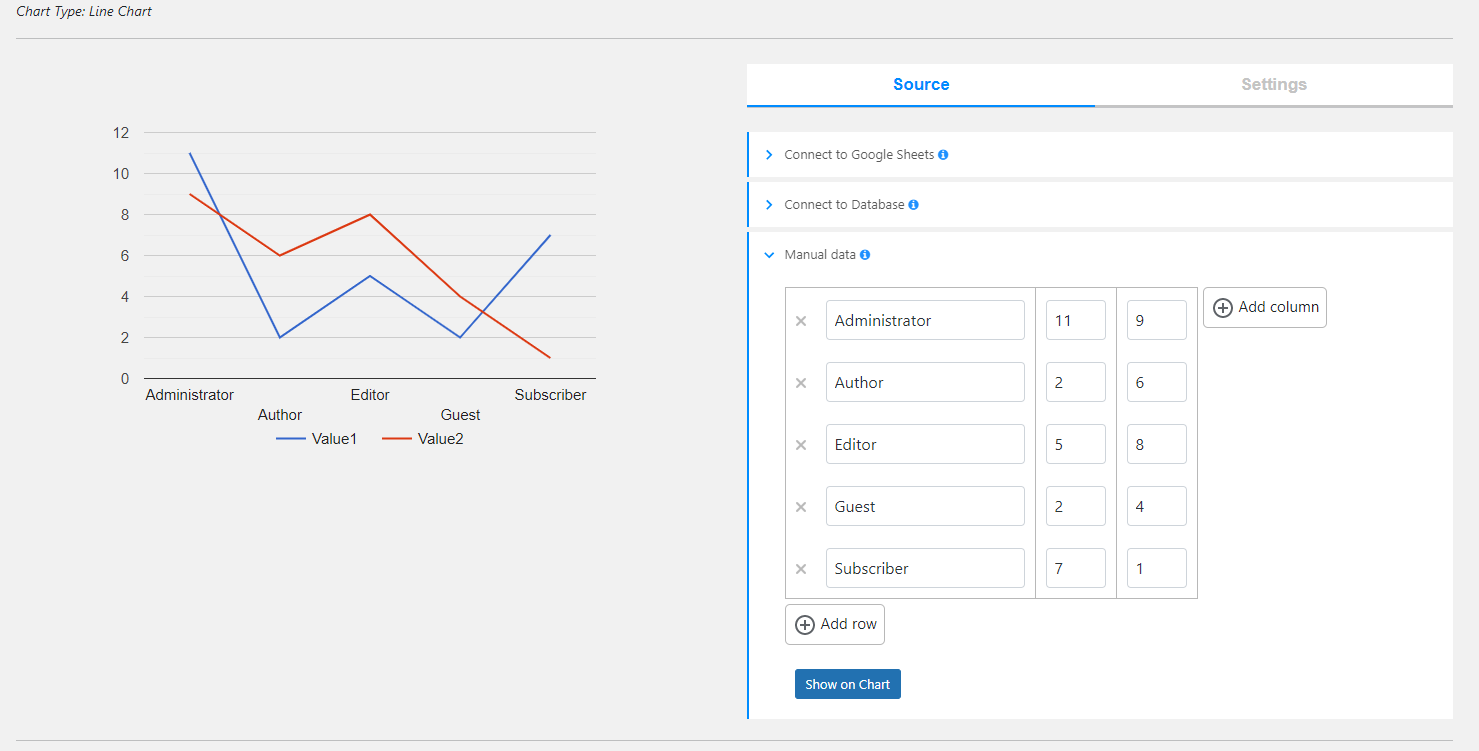 Chart Type: Line Chart
Source
Settings
12
10
8
6
4
2
0
Administrator
Author
Editor
Guest
Subscriber
Value1
Value2
Connect to Google Sheets
Connect to Database
Manual data
Administrator 11 9
Add column
Author 2 6
Editor 5 8
Guest 2 4
Subscriber 7 1
Add row
Show on Chart